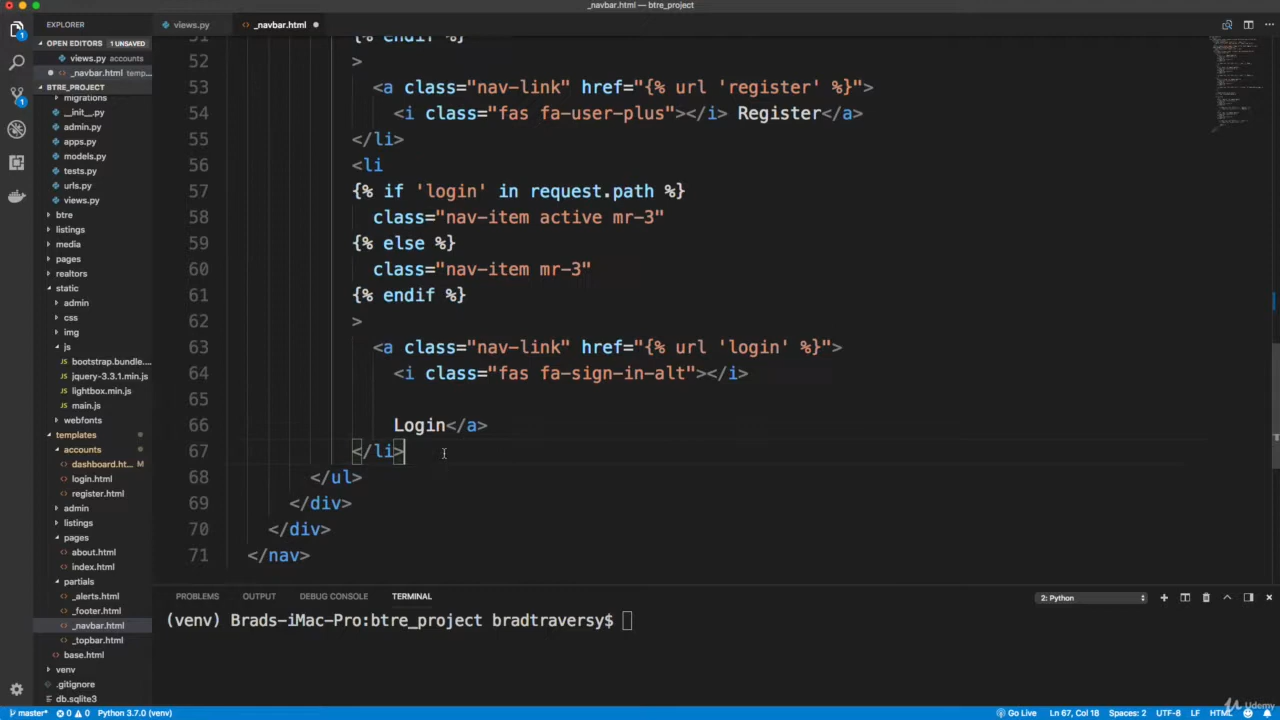 _navbar.html — btre_project
EXPLORER
OPEN EDITORS 1 UNSAVED
views.py accounts
_navbar.html temp...
BTRE_PROJECT
migrations
__init__.py
admin.py
apps.py
models.py
tests.py
urls.py
views.py
btre
listings
media
pages
realtors
static
admin
css
img
js
bootstrap.bundle....
jquery-3.3.1.min.js
lightbox.min.js
main.js
webfonts
templates
accounts
dashboard.ht... M
login.html
register.html
admin
listings
pages
about.html
index.html
partials
_alerts.html
_footer.html
_navbar.html
_topbar.html
base.html
venv
.gitignore
db.sqlite3
views.py _navbar.html
51 {% endif %}
52 >
53 <a class="nav-link" href="{% url 'register' %}">
54 <i class="fas fa-user-plus"></i> Register</a>
55 </li>
56 <li
57 {% if 'login' in request.path %}
58 class="nav-item active mr-3"
59 {% else %}
60 class="nav-item mr-3"
61 {% endif %}
62 >
63 <a class="nav-link" href="{% url 'login' %}">
64 <i class="fas fa-sign-in-alt"></i>
65
66 Login</a>
67 </li>
68 </ul>
69 </div>
70 </div>
71 </nav>
PROBLEMS OUTPUT DEBUG CONSOLE TERMINAL 2: Python
(venv) Brads-iMac-Pro:btre_project bradtraversy$
Udemy
master* 0 0 Python 3.7.0 (venv) Go Live Ln 67, Col 18 Spaces: 2 UTF-8 LF HTML